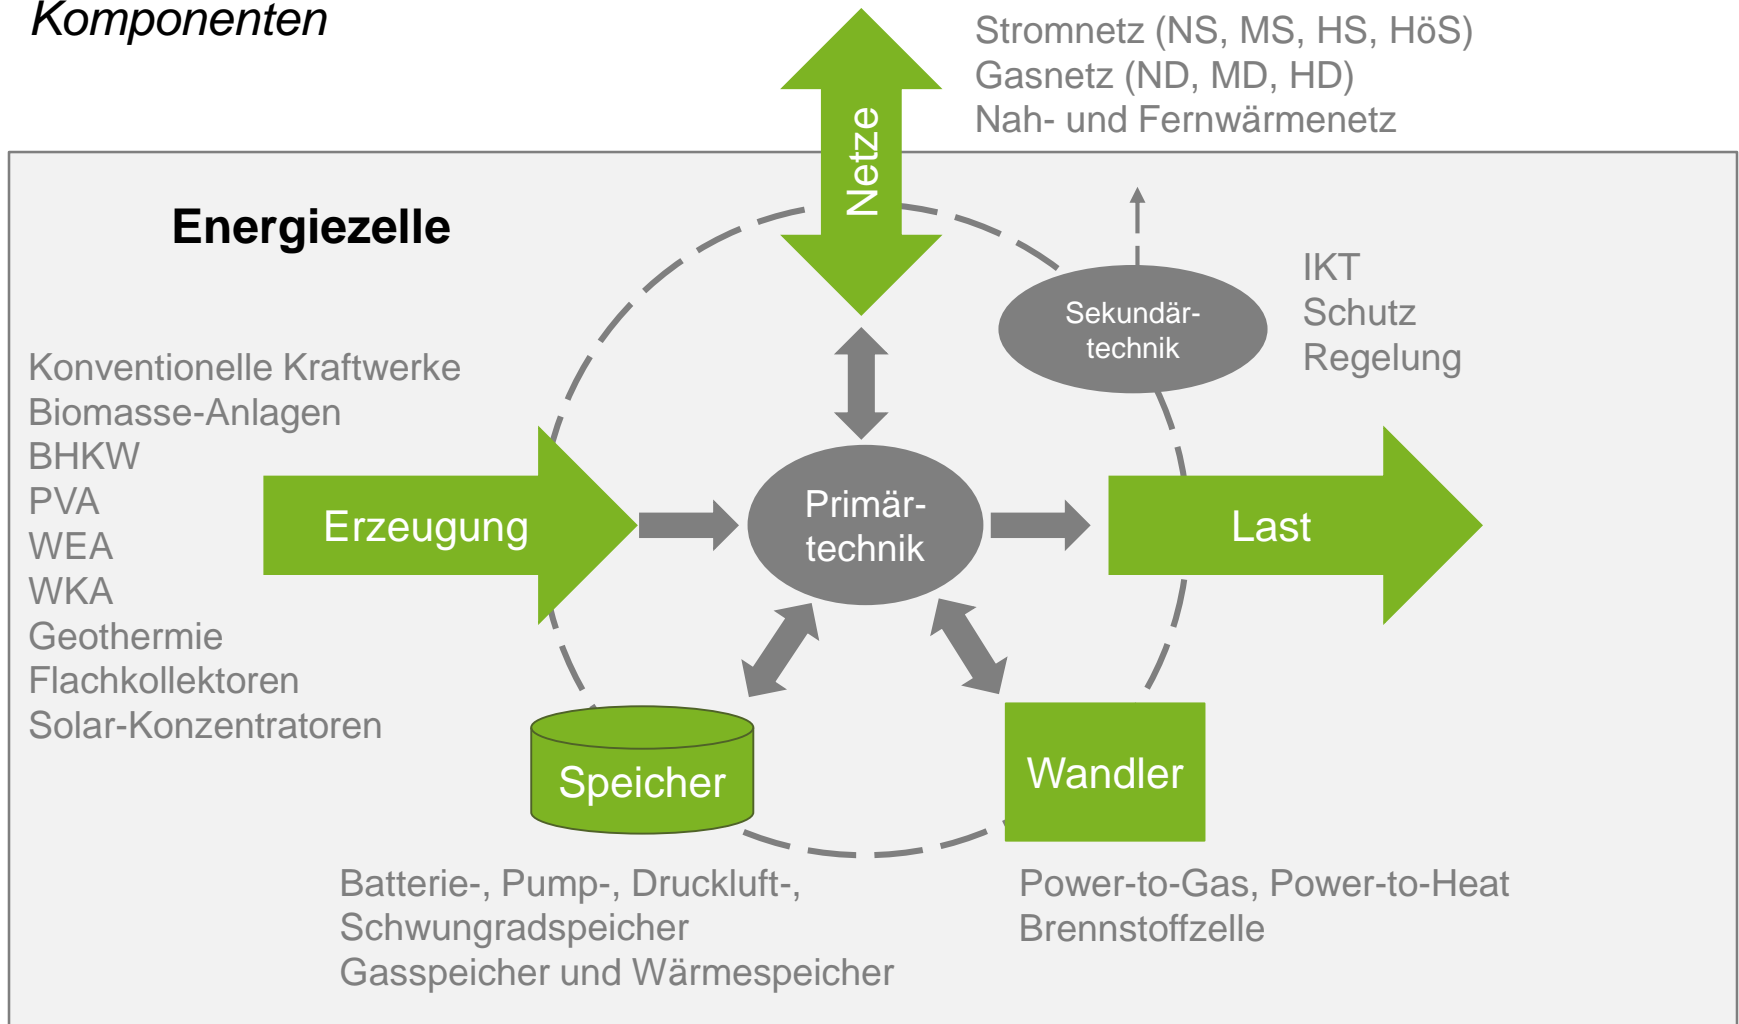 Komponenten
Stromnetz (NS, MS, HS, HöS)
Gasnetz (ND, MD, HD)
Nah- und Fernwärmenetz
Netze
Energiezelle
Sekundär-
technik
IKT
Schutz
Regelung
Konventionelle Kraftwerke
Biomasse-Anlagen
BHKW
PVA
WEA
WKA
Geothermie
Flachkollektoren
Solar-Konzentratoren
Erzeugung
Primär-
technik
Last
Speicher
Wandler
Batterie-, Pump-, Druckluft-,
Schwungradspeicher
Gasspeicher und Wärmespeicher
Power-to-Gas, Power-to-Heat
Brennstoffzelle